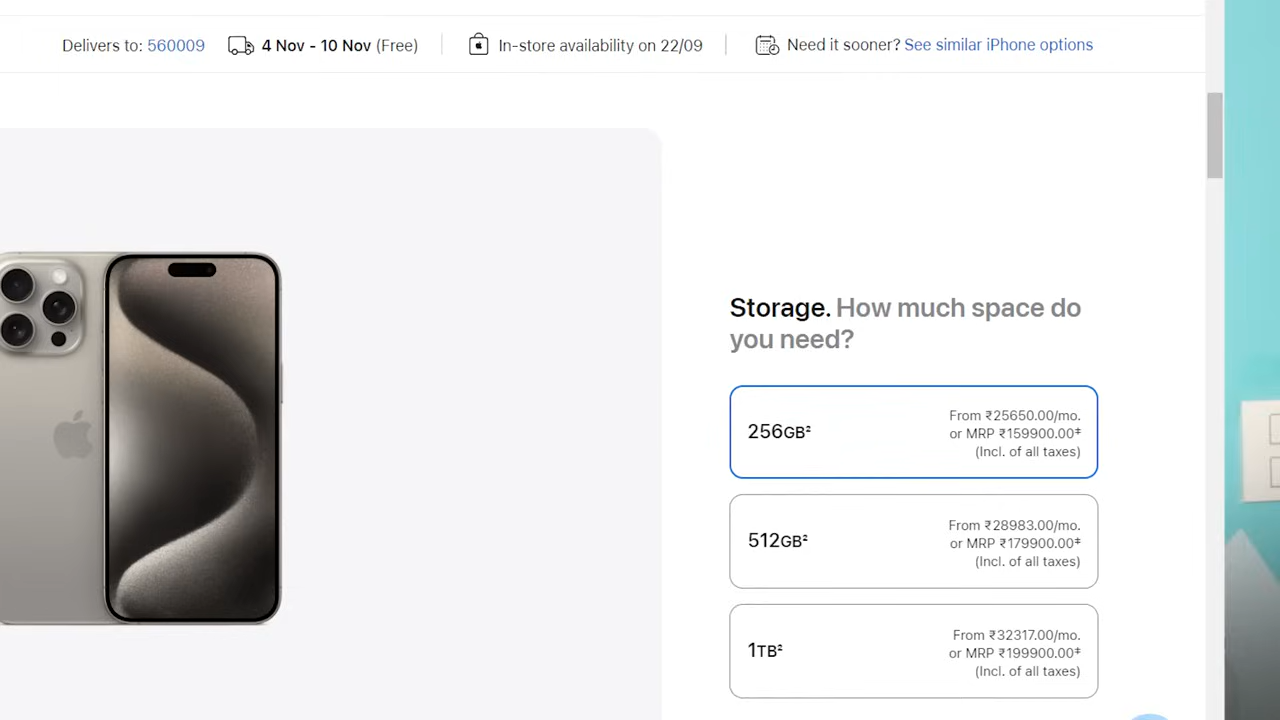 Delivers to: 560009 4 Nov - 10 Nov (Free) In-store availability on 22/09 Need it sooner? See similar iPhone options
Storage. How much space do
you need?
256GB²
From ₹25650.00/mo.
or MRP ₹159900.00‡
(Incl. of all taxes)
512GB²
From ₹28983.00/mo.
or MRP ₹179900.00‡
(Incl. of all taxes)
1TB²
From ₹32317.00/mo.
or MRP ₹199900.00‡
(Incl. of all taxes)